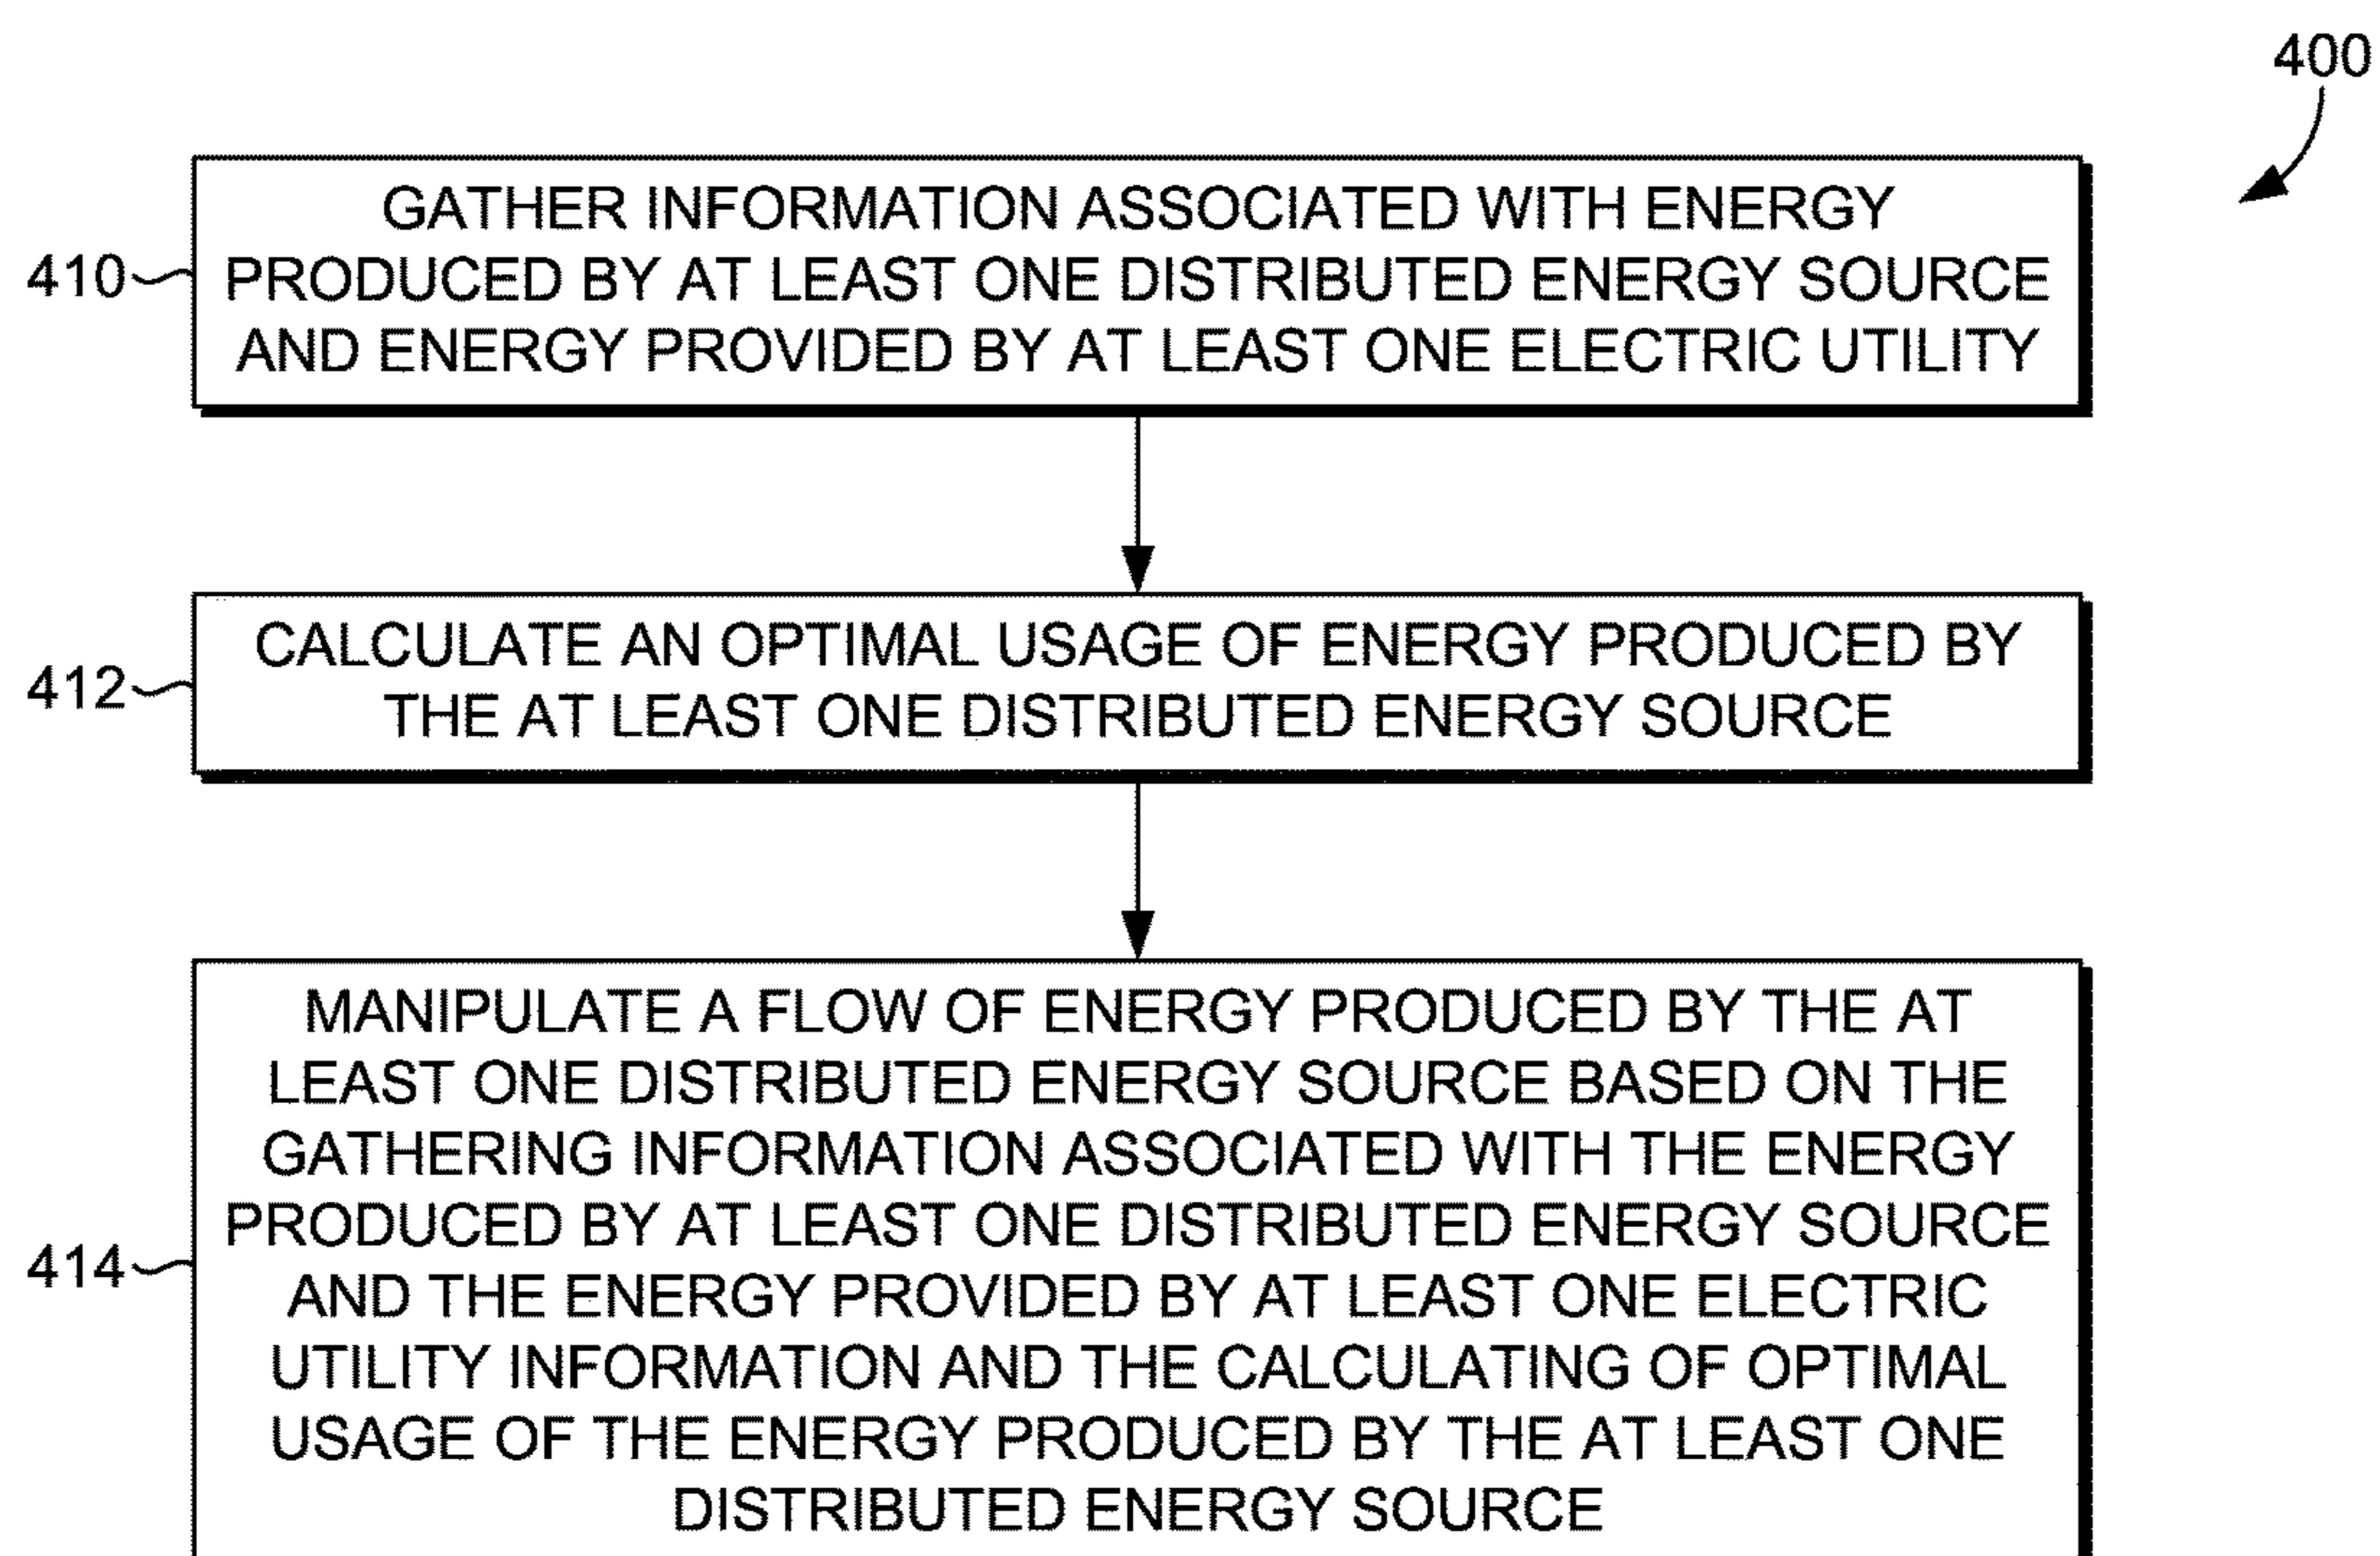 400
GATHER INFORMATION ASSOCIATED WITH ENERGY
410
PRODUCED BY AT LEAST ONE DISTRIBUTED ENERGY SOURCE
AND ENERGY PROVIDED BY AT LEAST ONE ELECTRIC UTILITY
CALCULATE AN OPTIMAL USAGE OF ENERGY PRODUCED BY
412
THE AT LEAST ONE DISTRIBUTED ENERGY SOURCE
MANIPULATE A FLOW OF ENERGY PRODUCED BY THE AT
LEAST ONE DISTRIBUTED ENERGY SOURCE BASED ON THE
GATHERING INFORMATION ASSOCIATED WITH THE ENERGY
PRODUCED BY AT LEAST ONE DISTRIBUTED ENERGY SOURCE
414
AND THE ENERGY PROVIDED BY AT LEAST ONE ELECTRIC
UTILITY INFORMATION AND THE CALCULATING OF OPTIMAL
USAGE OF THE ENERGY PRODUCED BY THE AT LEAST ONE
DISTRIBUTED ENERGY SOURCE